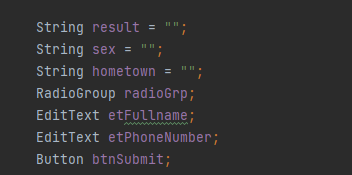 String result = "";
String sex = "";
String hometown = "";
RadioGroup radioGrp;
EditText etFullname;
EditText etPhoneNumber;
Button btnSubmit;